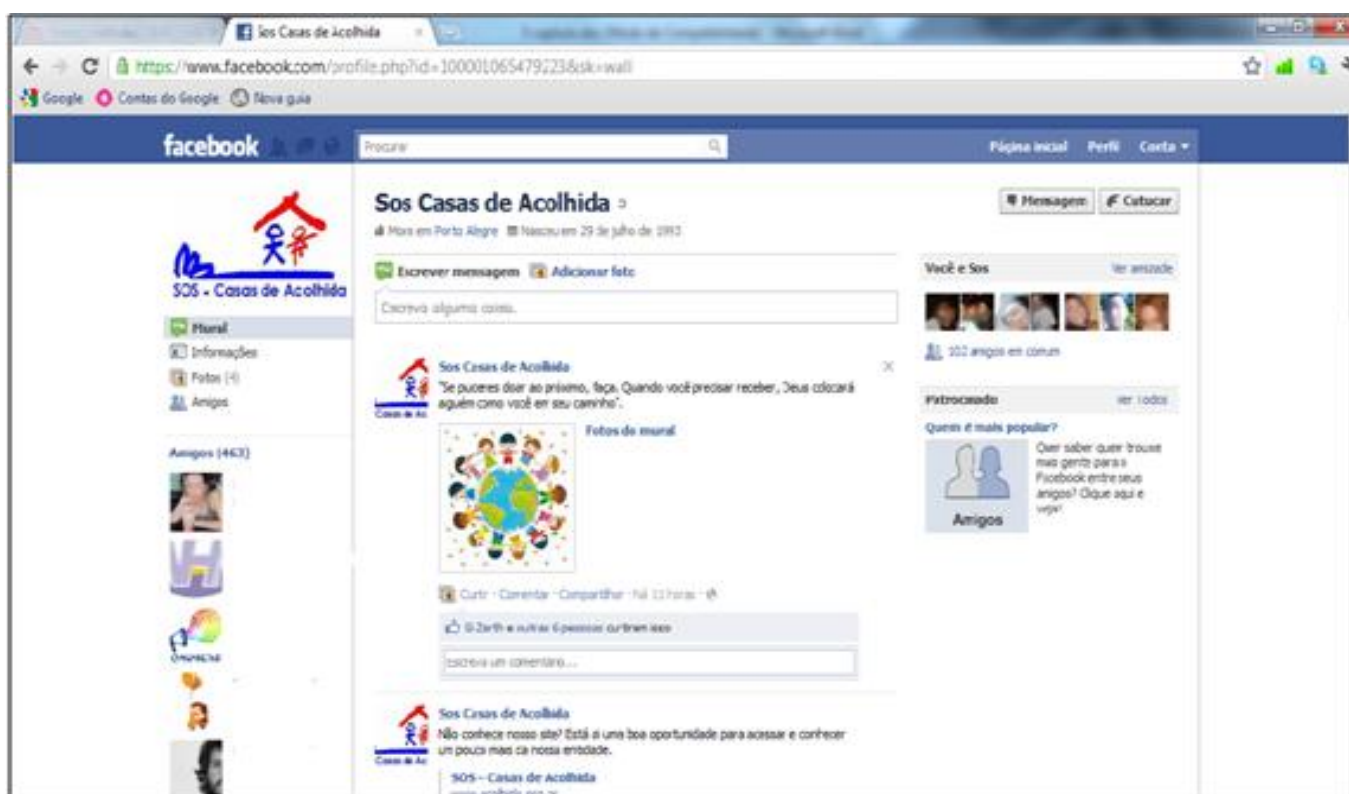 Sos Casas de Acolhida
https://www.facebook.com/profile.php?id=100001065479223&sk=wall
Google Contas do Google Nova guia
facebook
Procurar
Página inicial Perfil Conta
SOS - Casas de Acolhida
Mural
Informações
Fotos (4)
Amigos
Amigos (463)
Sos Casas de Acolhida
Mora em Porto Alegre Nasceu em 29 de julho de 1993
Escrever mensagem Adicionar foto
Escreva alguma coisa.
Sos Casas de Acolhida
"Se puderes doar ao próximo, faça. Quando você precisar receber, Deus colocará
aguém como você em seu caminho".
Fotos do mural
Curtir · Comentar · Compartilhar · há 11 horas ·
e outras 6 pessoas curtiram isso
Escreva um comentário...
Sos Casas de Acolhida
Não conhece nosso site? Está aí uma boa oportunidade para acessar e conhecer
um pouco mais da nossa entidade.
SOS - Casas de Acolhida
Mensagem Cutucar
Você e Sos Ver amizade
102 amigos em comum
Patrocinado Ver todos
Quem é mais popular?
Quer saber quem trouxe
mais gente para o
Facebook entre seus
amigos? Clique aqui e
veja!
Amigos